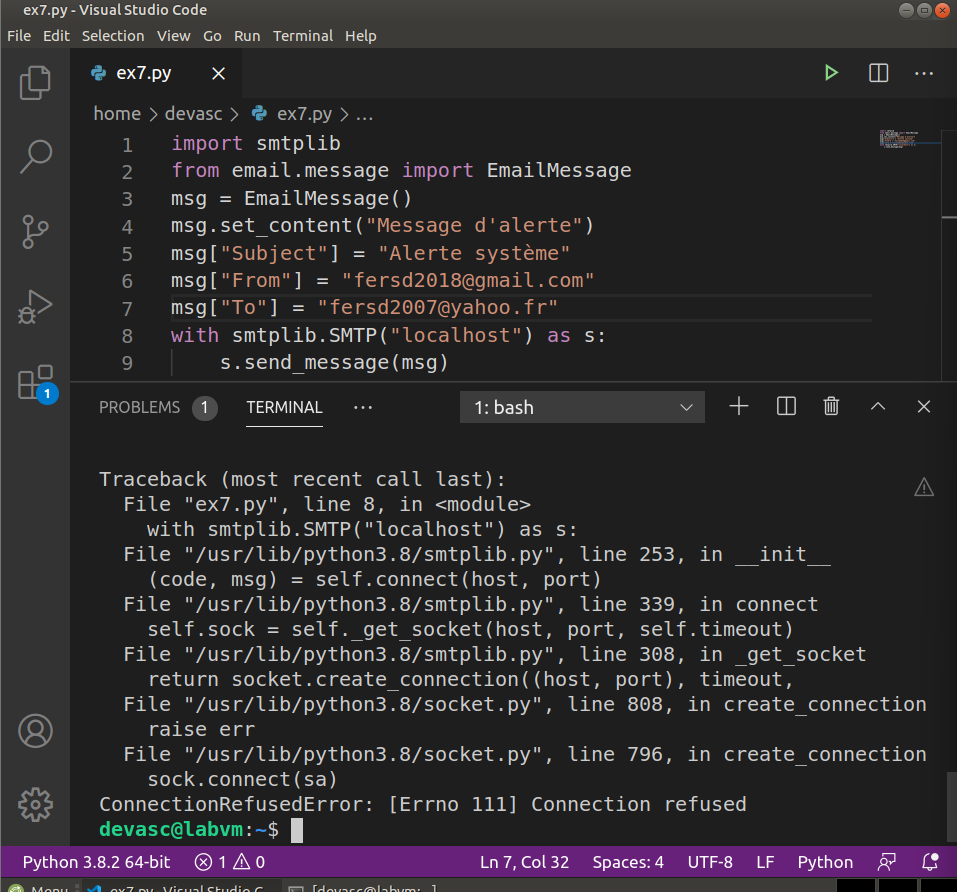 ex7.py - Visual Studio Code
File Edit Selection View Go Run Terminal Help
ex7.py
home > devasc > ex7.py > ...
1 import smtplib
2 from email.message import EmailMessage
3 msg = EmailMessage()
4 msg.set_content("Message d'alerte")
5 msg["Subject"] = "Alerte système"
6 msg["From"] = "fersd2018@gmail.com"
7 msg["To"] = "fersd2007@yahoo.fr"
8 with smtplib.SMTP("localhost") as s:
9     s.send_message(msg)
1
PROBLEMS 1 TERMINAL ... 1: bash
Traceback (most recent call last):
  File "ex7.py", line 8, in <module>
    with smtplib.SMTP("localhost") as s:
  File "/usr/lib/python3.8/smtplib.py", line 253, in __init__
    (code, msg) = self.connect(host, port)
  File "/usr/lib/python3.8/smtplib.py", line 339, in connect
    self.sock = self._get_socket(host, port, self.timeout)
  File "/usr/lib/python3.8/smtplib.py", line 308, in _get_socket
    return socket.create_connection((host, port), timeout,
  File "/usr/lib/python3.8/socket.py", line 808, in create_connection
    raise err
  File "/usr/lib/python3.8/socket.py", line 796, in create_connection
    sock.connect(sa)
ConnectionRefusedError: [Errno 111] Connection refused
devasc@labvm:~$
Python 3.8.2 64-bit 1 0 Ln 7, Col 32 Spaces: 4 UTF-8 LF Python
Menu ex7.py - Visual Studio C... [devasc@labvm: ~]